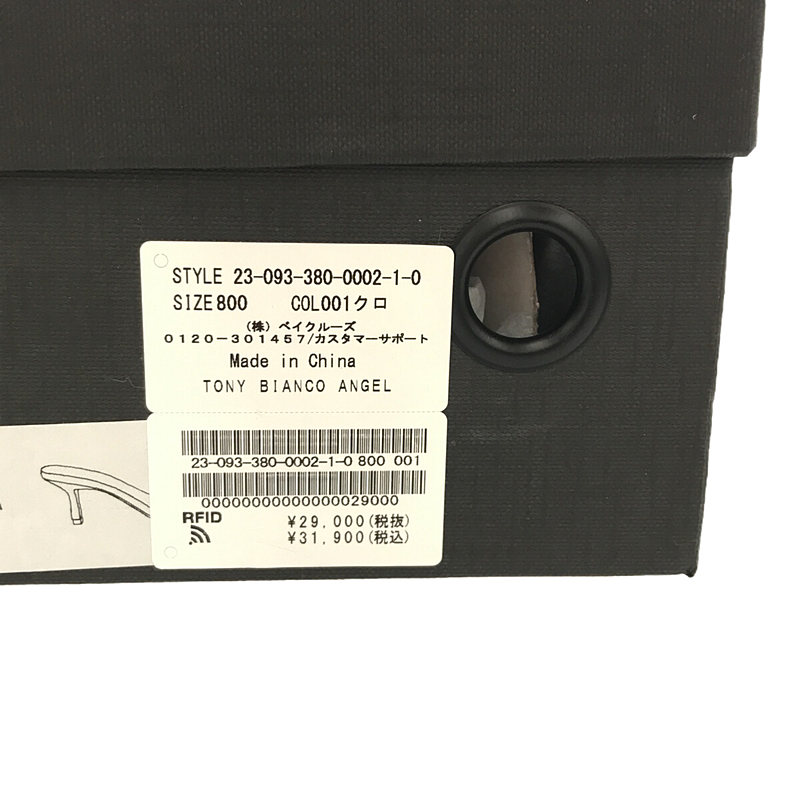 STYLE 23-093-380-0002-1-0
SIZE800 COL001クロ
(株) ベイクルーズ
0120-301457/カスタマーサポート
Made in China
TONY BIANCO ANGEL
23-093-380-0002-1-0 800 001
00000000000000029000
RFID
¥29,000(税抜)
¥31,900(税込)